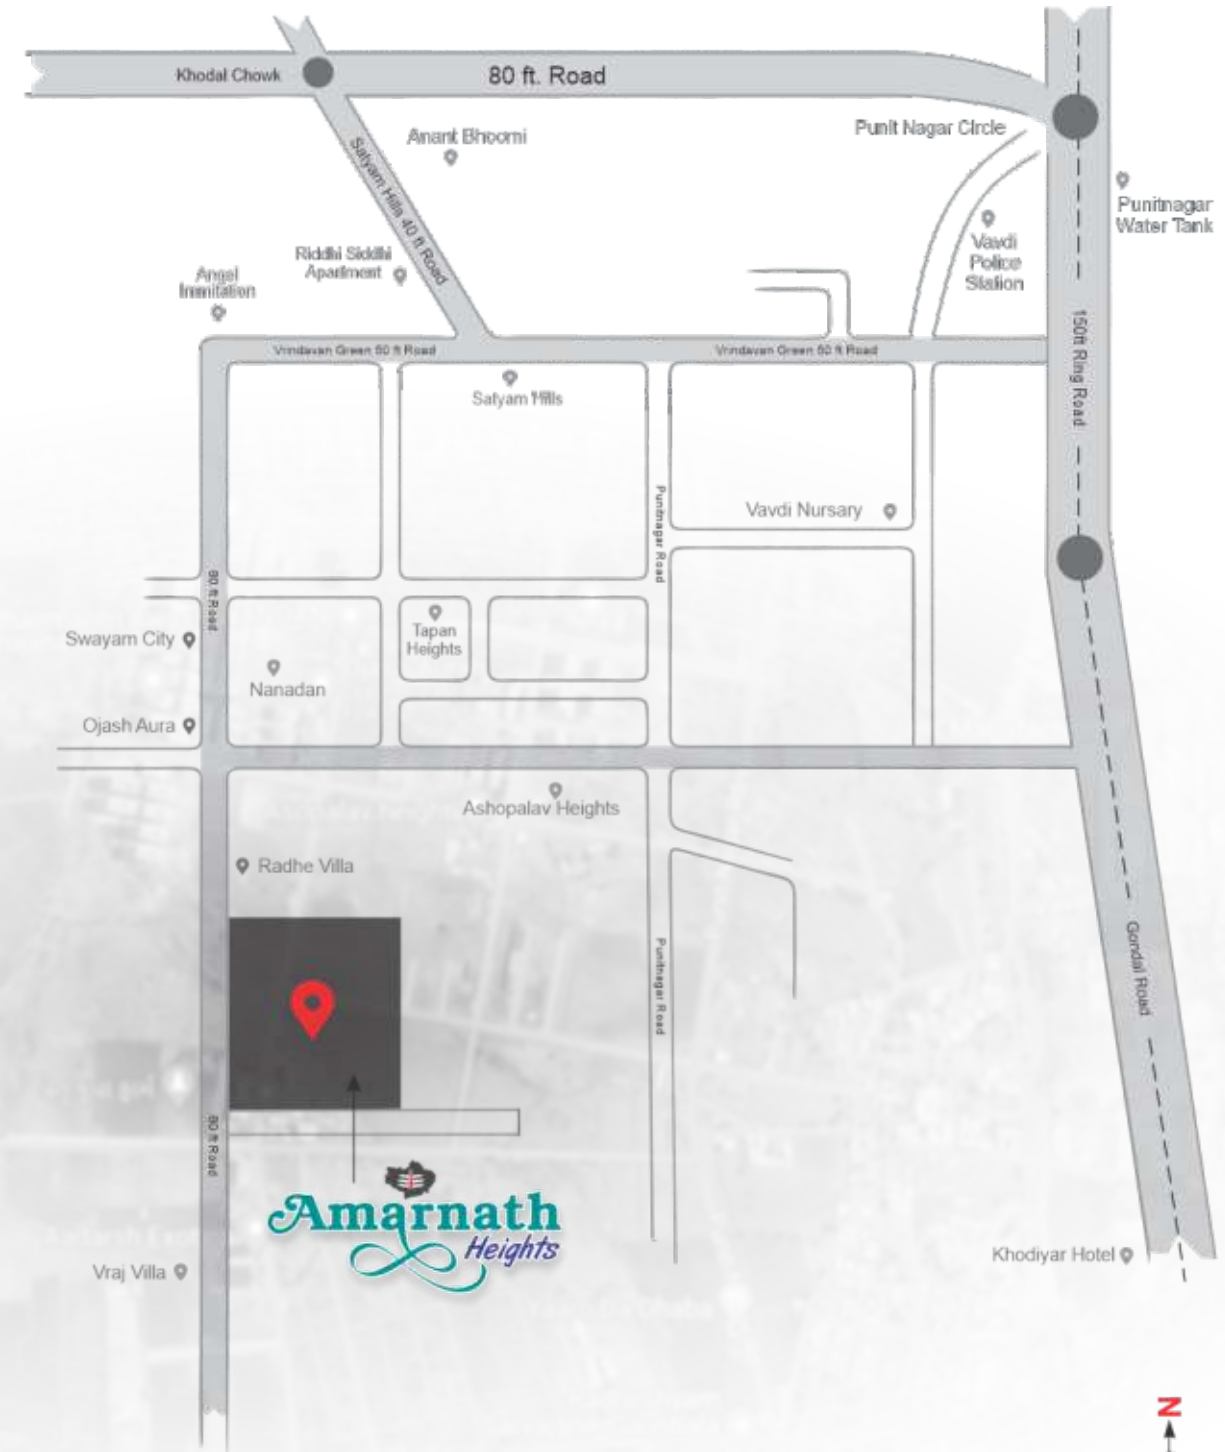 Khodal Chowk
80 ft. Road
Punit Nagar Circle
Anant Bhoomi
Satyam Hills 40 ft Road
Punitnagar
Water Tank
Vavdi
Police
Station
Riddhi Siddhi
Apartment
Angel
Immitation
150ft Ring Road
Vrindavan Green 60 ft Road
Vrindavan Green 60 ft Road
Satyam Hills
Punitnagar Road
Vavdi Nursary
80 ft Road
Swayam City
Tapan
Heights
Nanadan
Ojash Aura
Ashopalav Heights
Radhe Villa
Punitnagar Road
Gondal Road
80 ft Road
Amarnath
Heights
Vraj Villa
Khodiyar Hotel
N